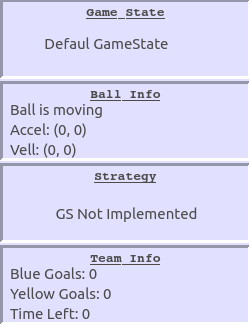 Game State
Defaul GameState
Ball Info
Ball is moving
Accel: (0, 0)
Vell: (0, 0)
Strategy
GS Not Implemented
Team Info
Blue Goals: 0
Yellow Goals: 0
Time Left: 0